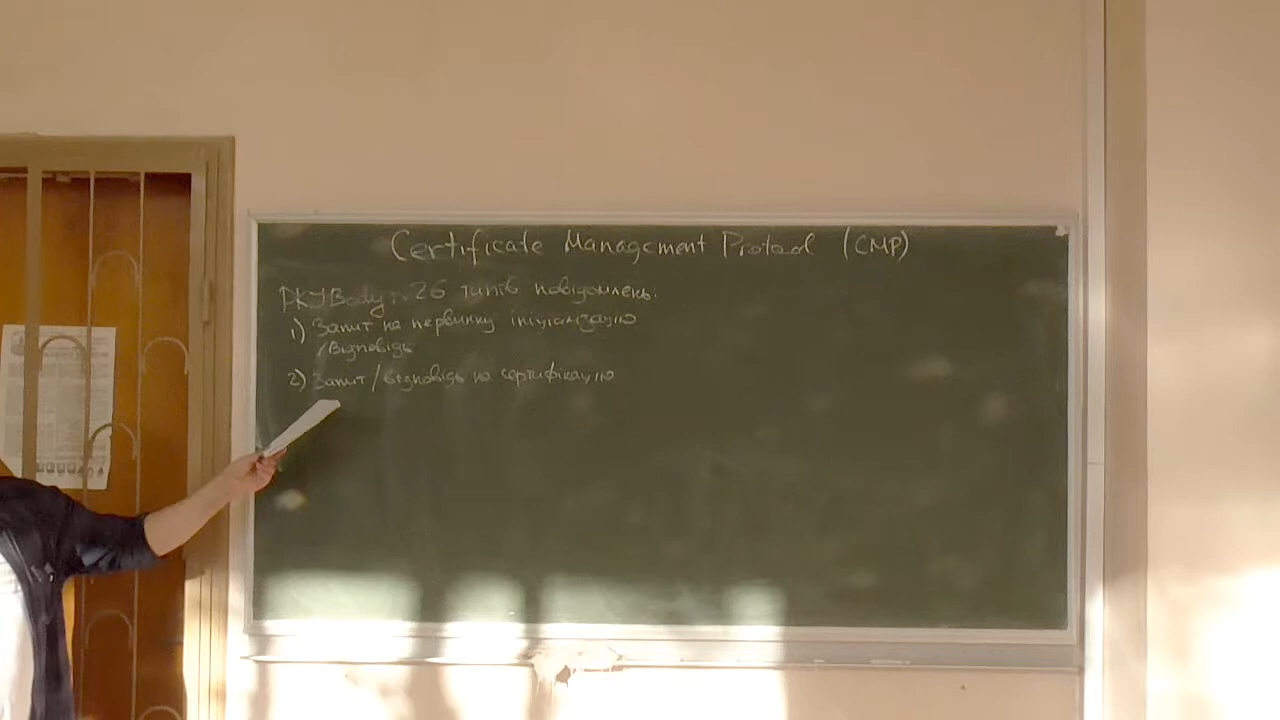 Certificate Management Protocol (CMP)
PKIBody: 26 типів повідомлень.
1) Запит на первинну ініціалізацію
/Відповідь
2) Запит/відповідь на сертифікацію